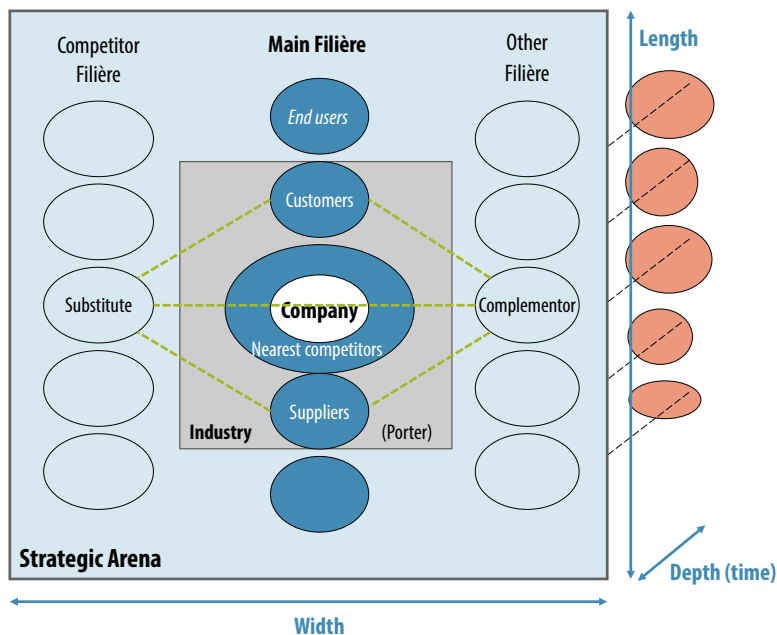 Competitor
Filière
Main Filière
Other
Filière
Length
End users
Customers
Substitute
Company
Complementor
Nearest competitors
Suppliers
Industry
(Porter)
Strategic Arena
Depth (time)
Width